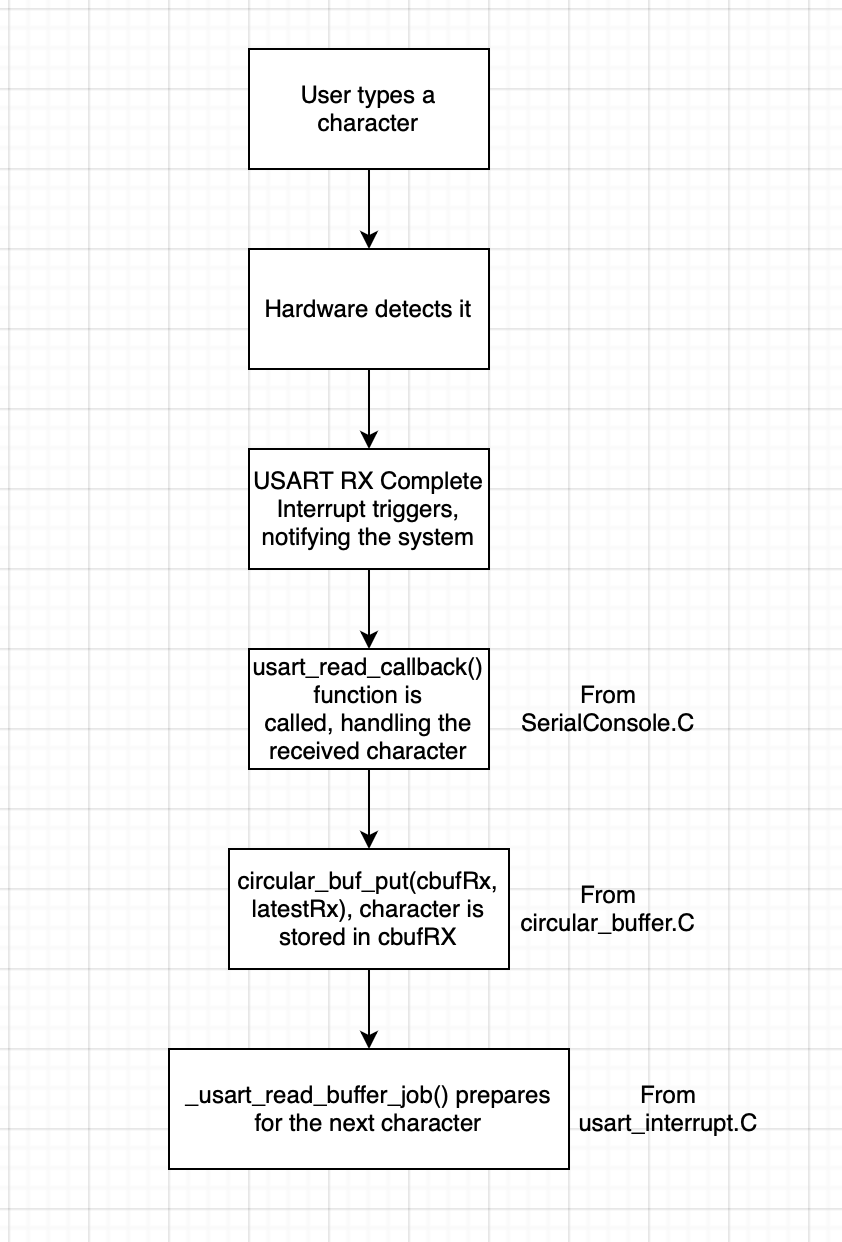 User types a
character
Hardware detects it
USART RX Complete
Interrupt triggers,
notifying the system
usart_read_callback()
function is
called, handling the
received character
From
SerialConsole.C
circular_buf_put(cbufRx,
latestRx), character is
stored in cbufRX
From
circular_buffer.C
_usart_read_buffer_job() prepares
for the next character
From
usart_interrupt.C